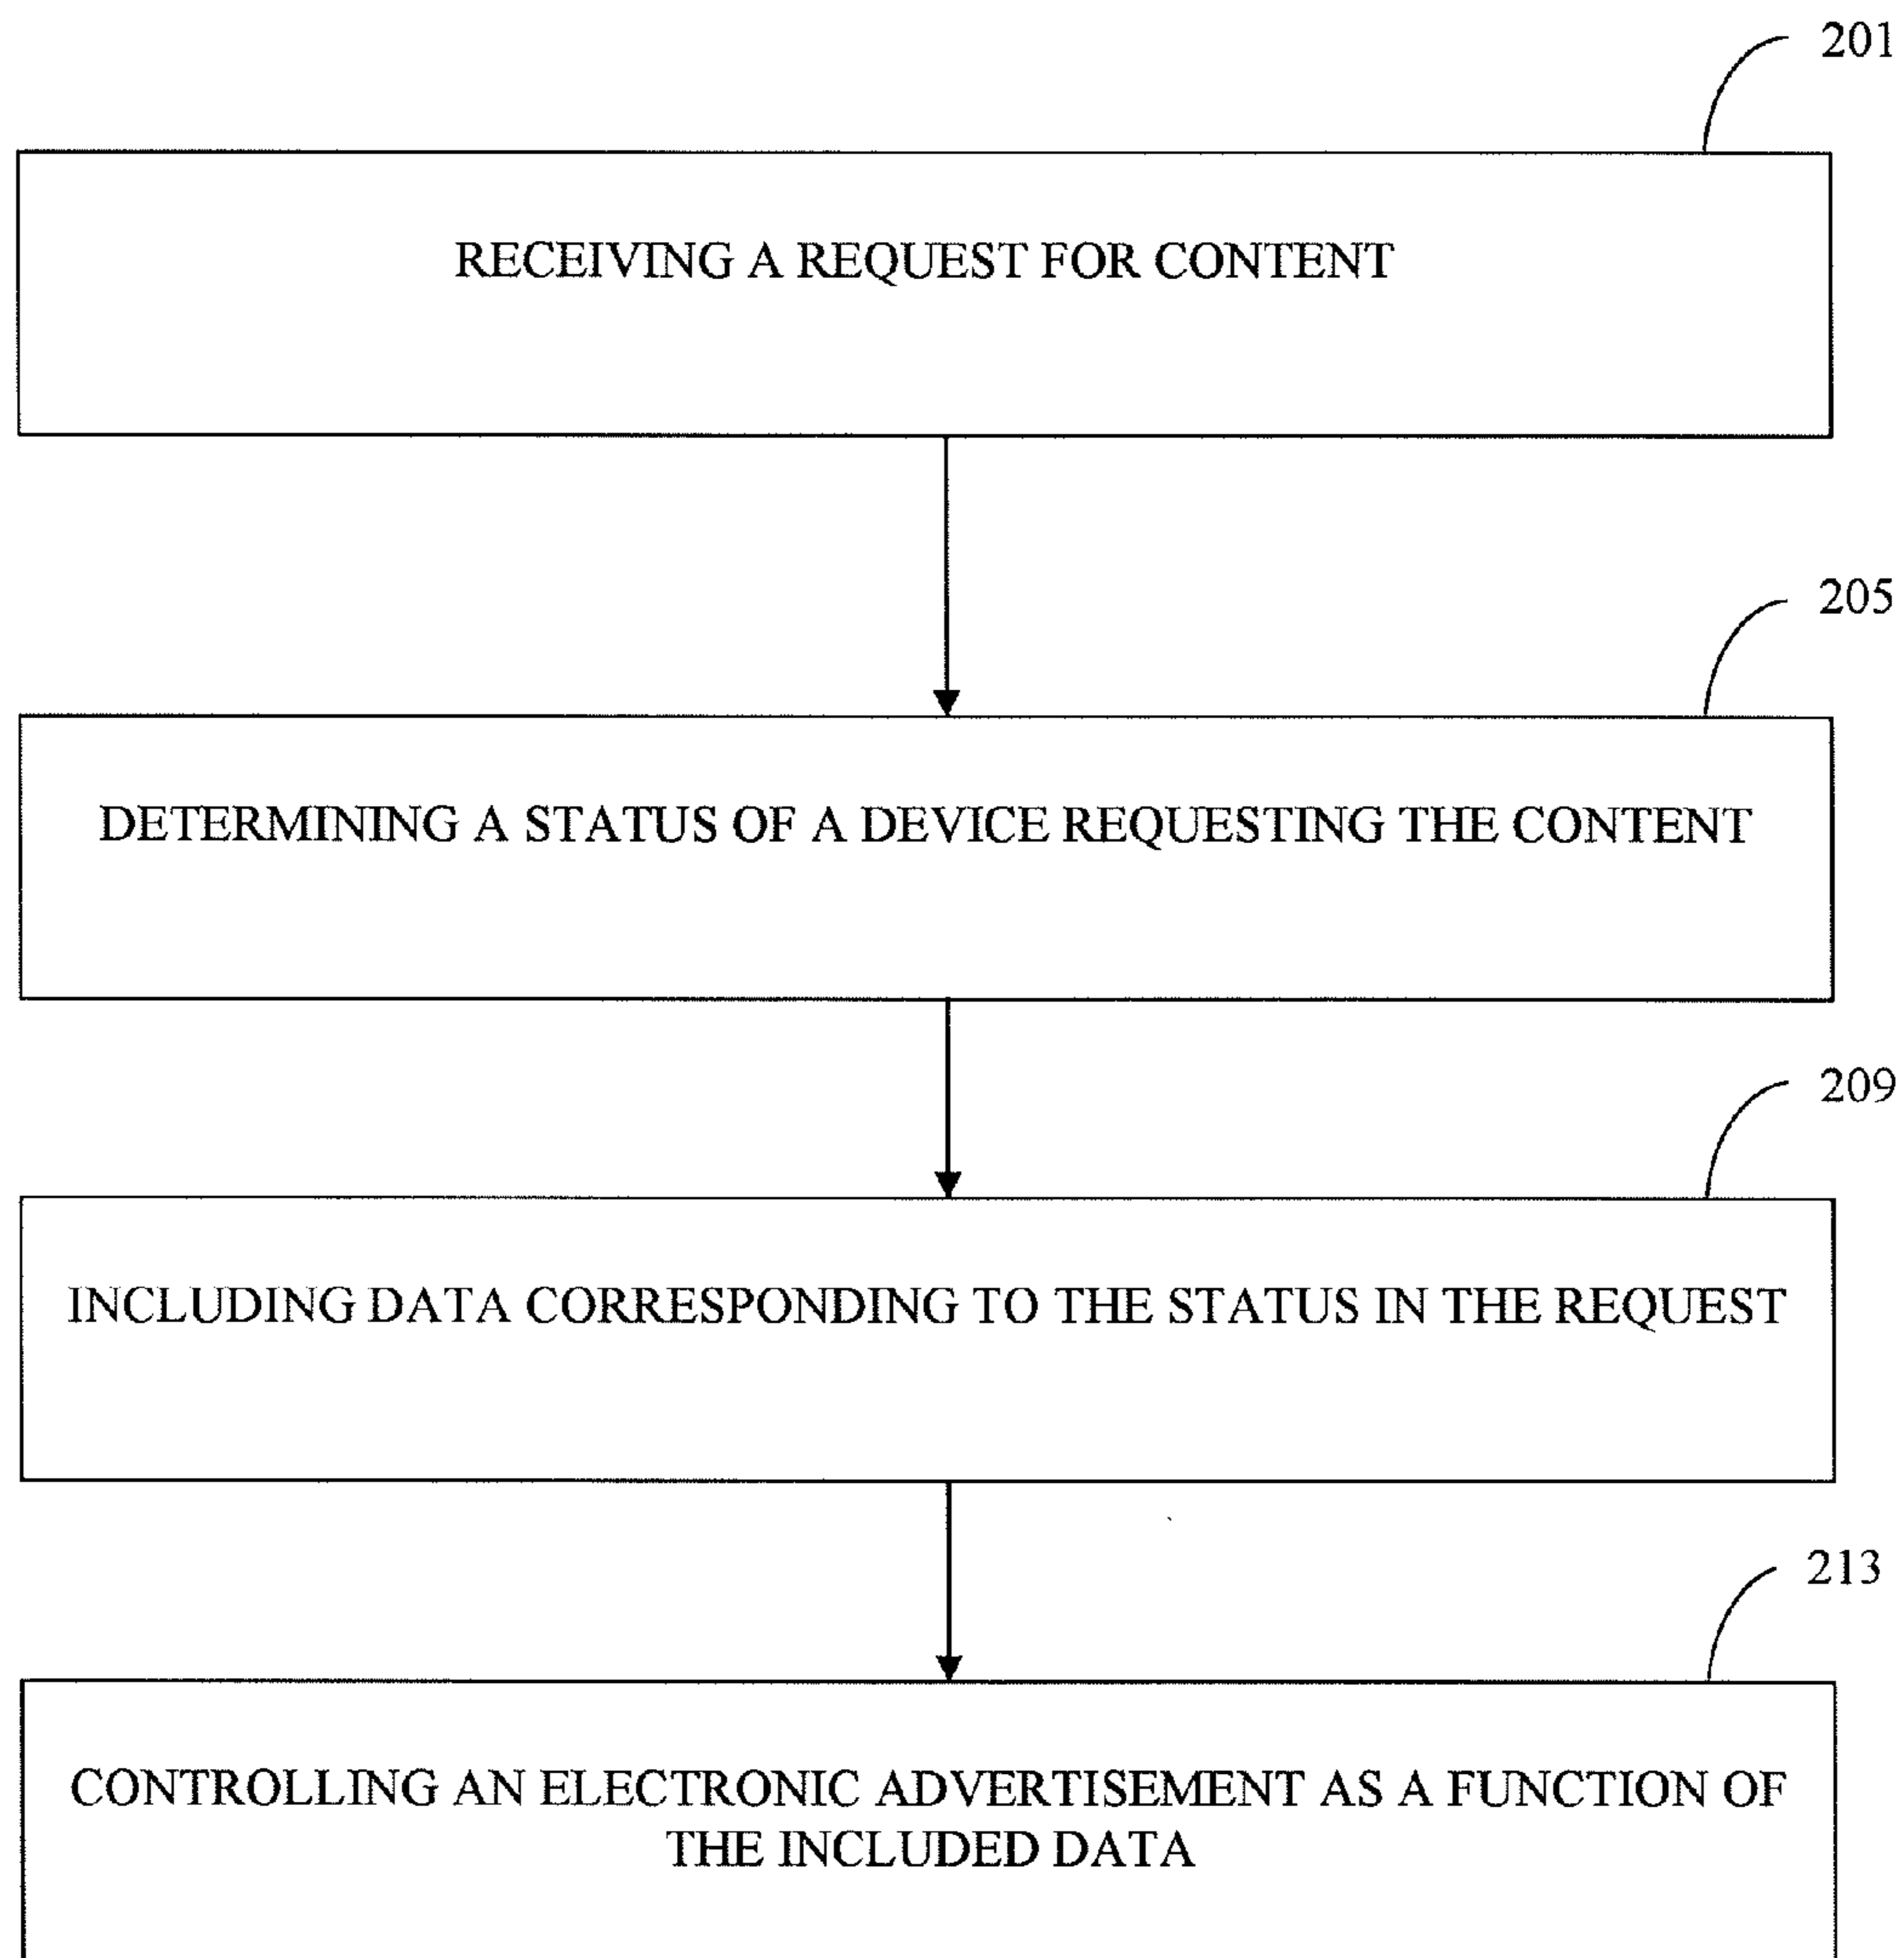 201
RECEIVING A REQUEST FOR CONTENT
205
DETERMINING A STATUS OF A DEVICE REQUESTING THE CONTENT
209
INCLUDING DATA CORRESPONDING TO THE STATUS IN THE REQUEST
213
CONTROLLING AN ELECTRONIC ADVERTISEMENT AS A FUNCTION OF
THE INCLUDED DATA